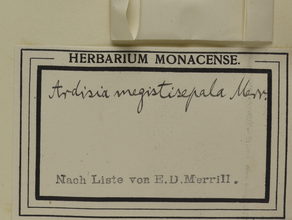 HERBARIUM MONACENSE.
Ardisia megistisepala Merr.
Nach Liste von E.D.Merrill.